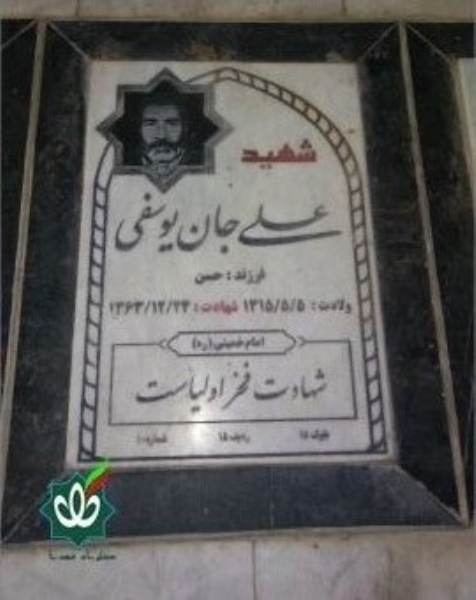 شهید
علی جان یوسفی
فرزند: حسن
ولادت: ۱۳۱۵/۵/۵ شهادت: ۱۳۶۳/۱۲/۲۴
امام خمینی (ره)
شهادت فخر اولیاست
بلوک ۱۵ ردیف ۱۵ شماره